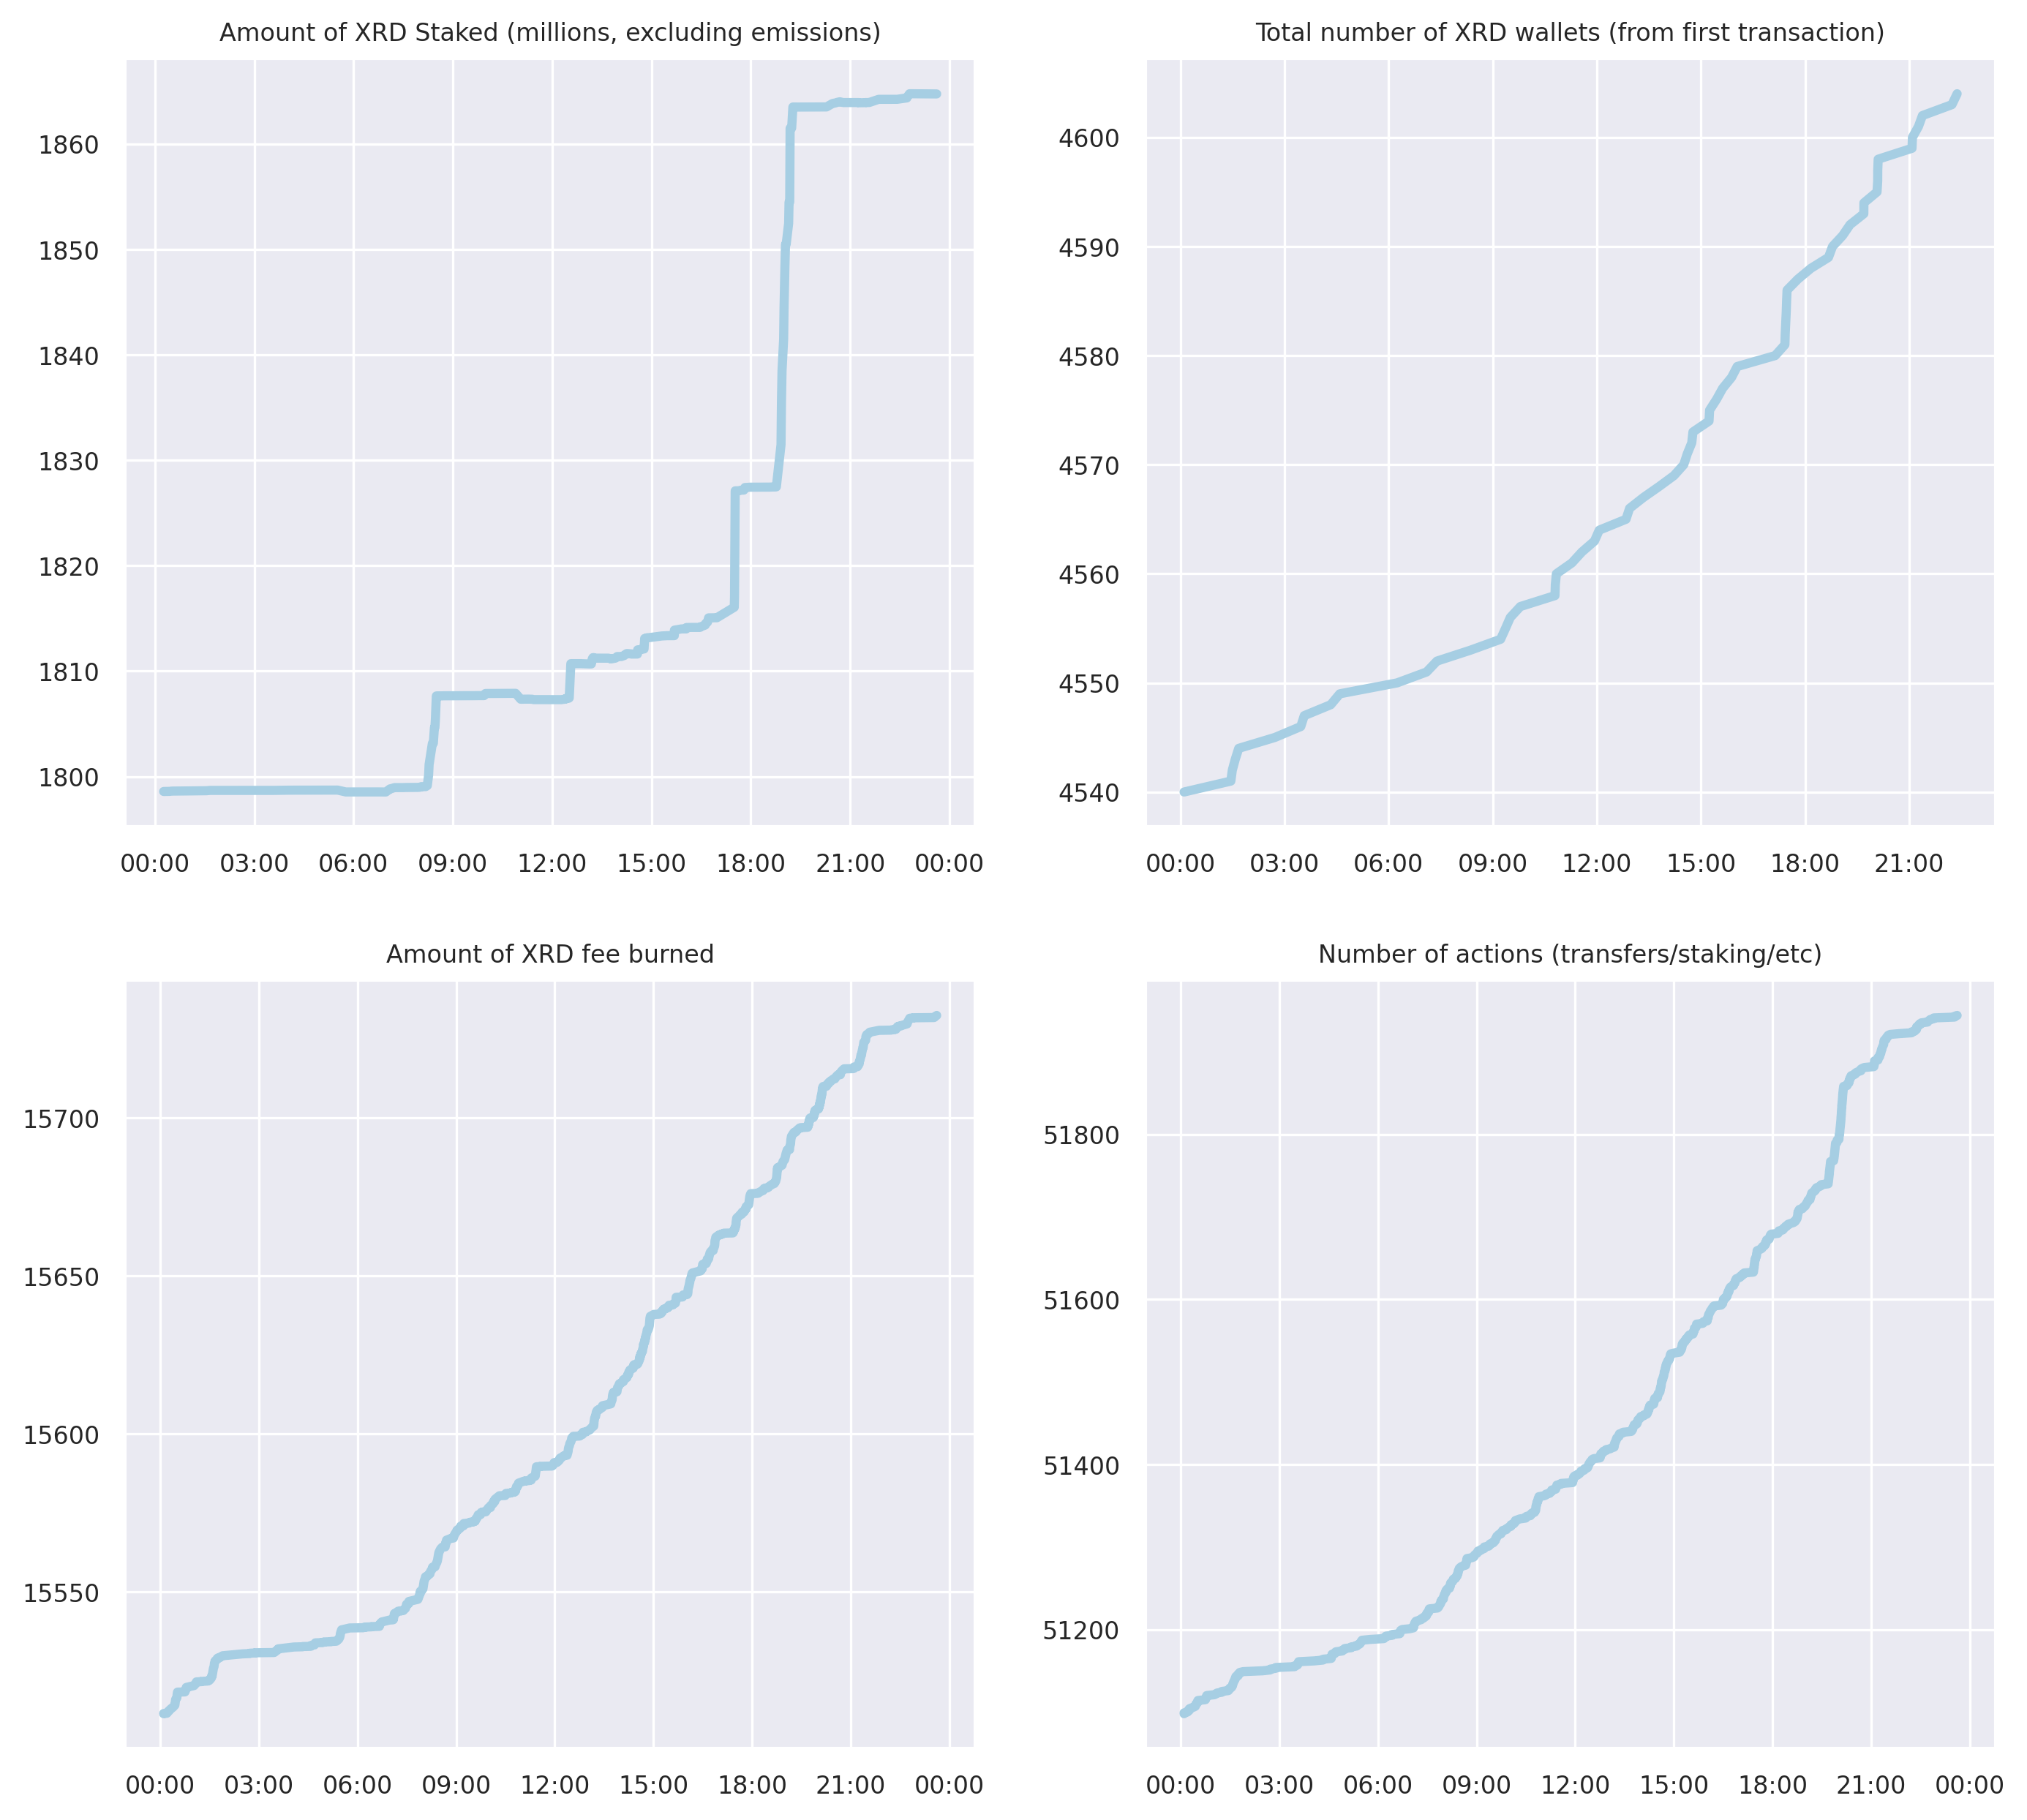 Amount of XRD Staked (millions, excluding emissions)
1860
1850
1840
1830
1820
1810
1800
00:00 03:00 06:00 09:00 12:00 15:00 18:00 21:00 00:00
Total number of XRD wallets (from first transaction)
4600
4590
4580
4570
4560
4550
4540
00:00 03:00 06:00 09:00 12:00 15:00 18:00 21:00
Amount of XRD fee burned
15700
15650
15600
15550
00:00 03:00 06:00 09:00 12:00 15:00 18:00 21:00 00:00
Number of actions (transfers/staking/etc)
51800
51600
51400
51200
00:00 03:00 06:00 09:00 12:00 15:00 18:00 21:00 00:00